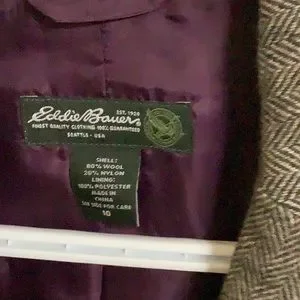 EST. 1920
Eddie Bauer
FINEST QUALITY CLOTHING 100% GUARANTEED
SEATTLE - USA
SHELL:
80% WOOL
20% NYLON
LINING:
100% POLYESTER
MADE IN
CHINA
SEE SIDE FOR CARE
10